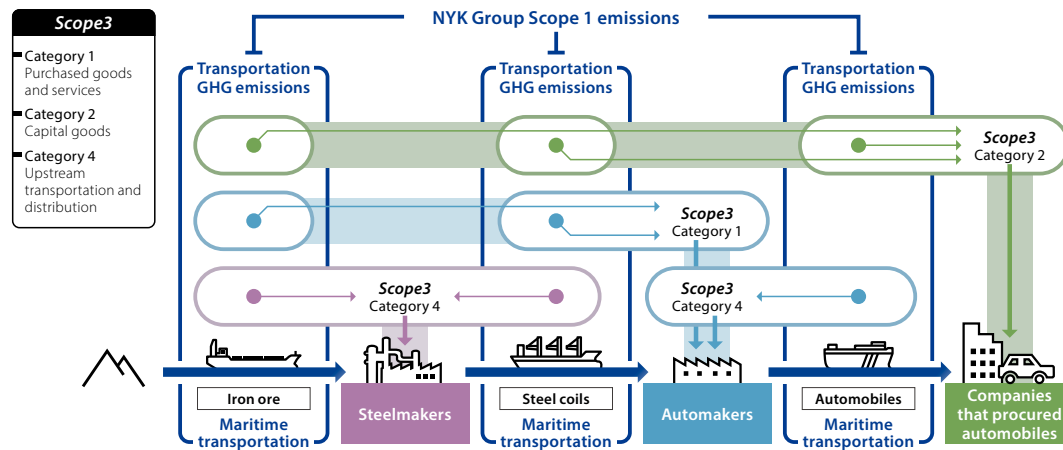 Scope3
Category 1
Purchased goods
and services
Category 2
Capital goods
Category 4
Upstream
transportation and
distribution
NYK Group Scope 1 emissions
Transportation
GHG emissions
Transportation
GHG emissions
Transportation
GHG emissions
Scope3
Category 2
Scope3
Category 1
Scope3
Category 4
Scope3
Category 4
Iron ore
Maritime
transportation
Steelmakers
Steel coils
Maritime
transportation
Automakers
Automobiles
Maritime
transportation
Companies
that procured
automobiles